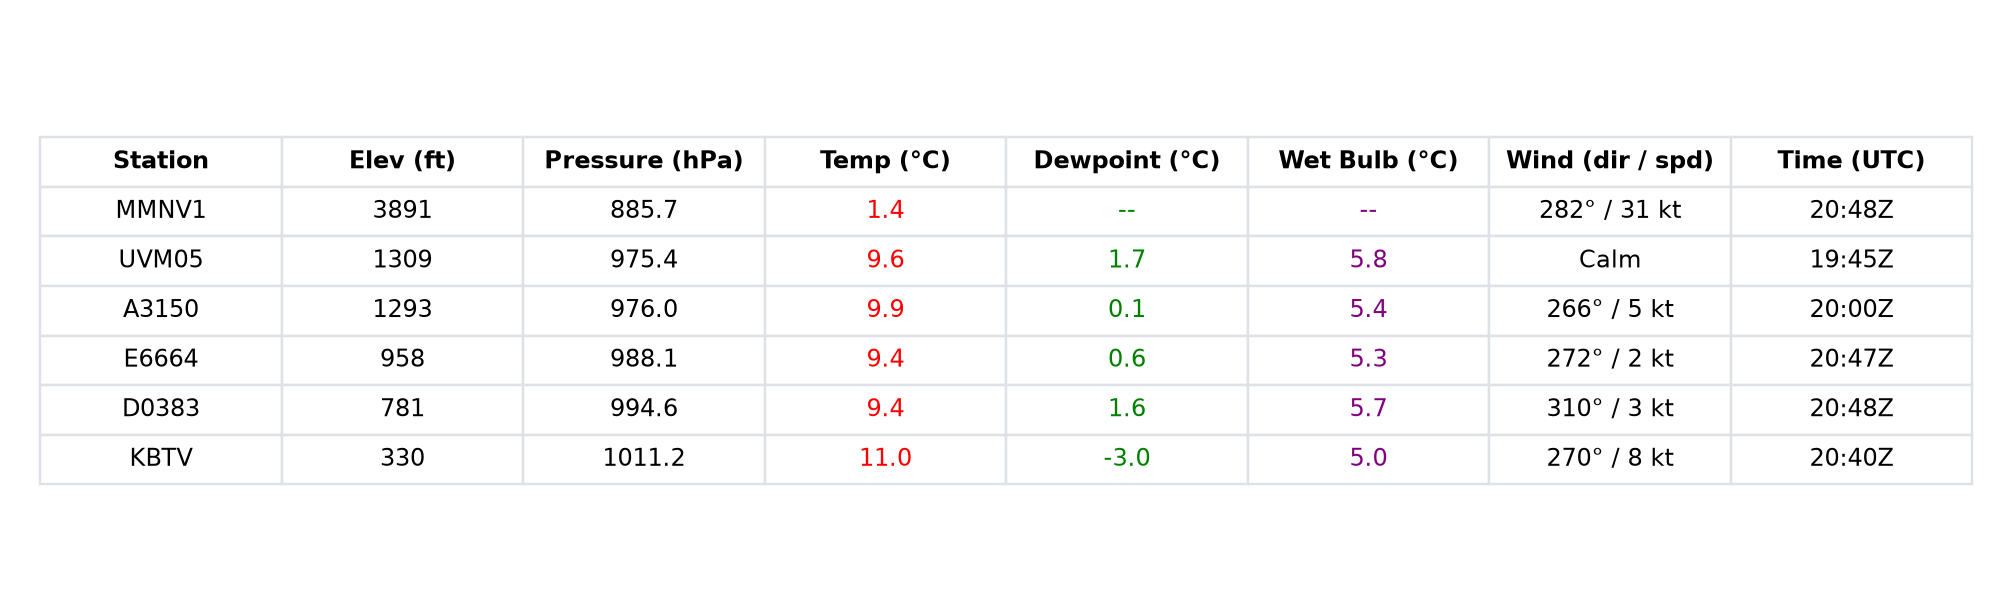 Station Elev (ft) Pressure (hPa) Temp (°C) Dewpoint (°C) Wet Bulb (°C) Wind (dir / spd) Time (UTC)
MMNV1 3891 885.7 1.4 -- -- 282° / 31 kt 20:48Z
UVM05 1309 975.4 9.6 1.7 5.8 Calm 19:45Z
A3150 1293 976.0 9.9 0.1 5.4 266° / 5 kt 20:00Z
E6664 958 988.1 9.4 0.6 5.3 272° / 2 kt 20:47Z
D0383 781 994.6 9.4 1.6 5.7 310° / 3 kt 20:48Z
KBTV 330 1011.2 11.0 -3.0 5.0 270° / 8 kt 20:40Z